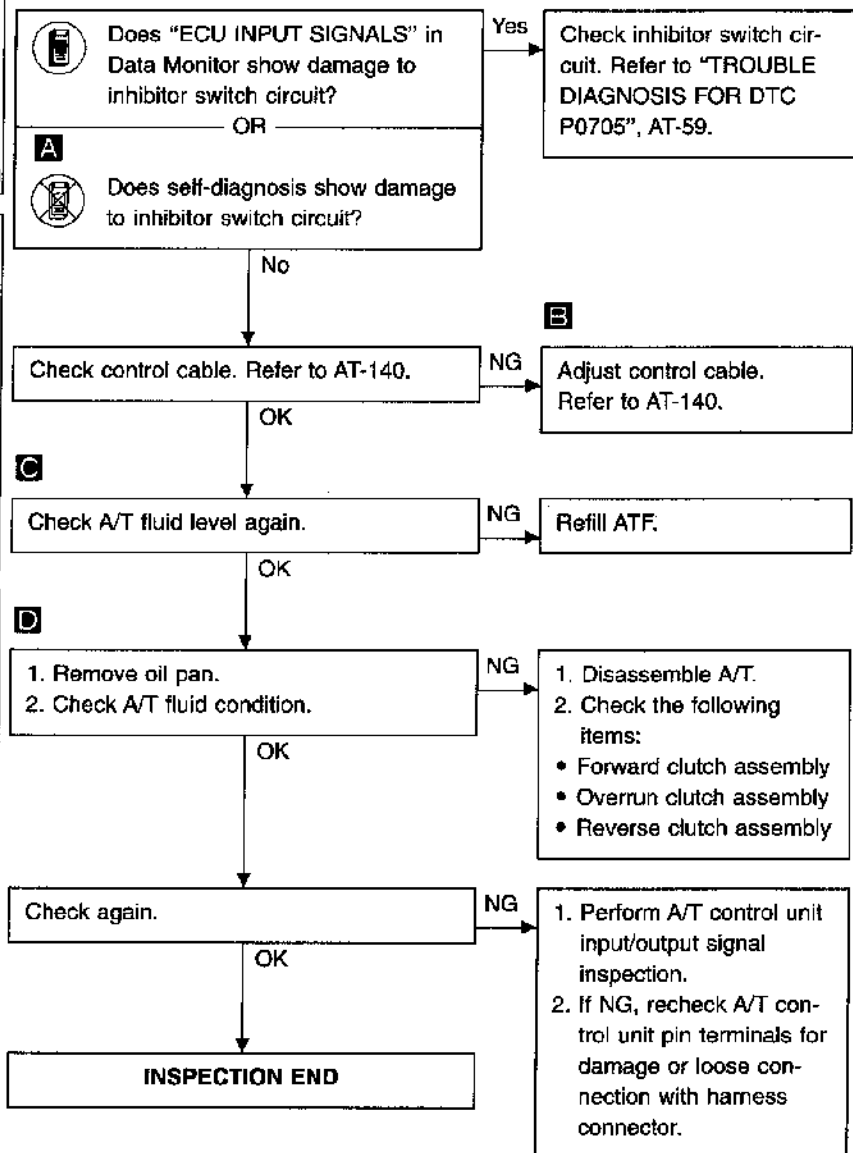 Does “ECU INPUT SIGNALS” in
Data Monitor show damage to
inhibitor switch circuit?
OR
A
Does self-diagnosis show damage
to inhibitor switch circuit?
Yes
Check inhibitor switch cir-
cuit. Refer to “TROUBLE
DIAGNOSIS FOR DTC
P0705”, AT-59.
No
Check control cable. Refer to AT-140.
NG
B
Adjust control cable.
Refer to AT-140.
OK
C
Check A/T fluid level again.
NG
Refill ATF.
OK
D
1. Remove oil pan.
2. Check A/T fluid condition.
NG
1. Disassemble A/T.
2. Check the following
items:
• Forward clutch assembly
• Overrun clutch assembly
• Reverse clutch assembly
OK
Check again.
NG
1. Perform A/T control unit
input/output signal
inspection.
2. If NG, recheck A/T con-
trol unit pin terminals for
damage or loose con-
nection with harness
connector.
OK
INSPECTION END